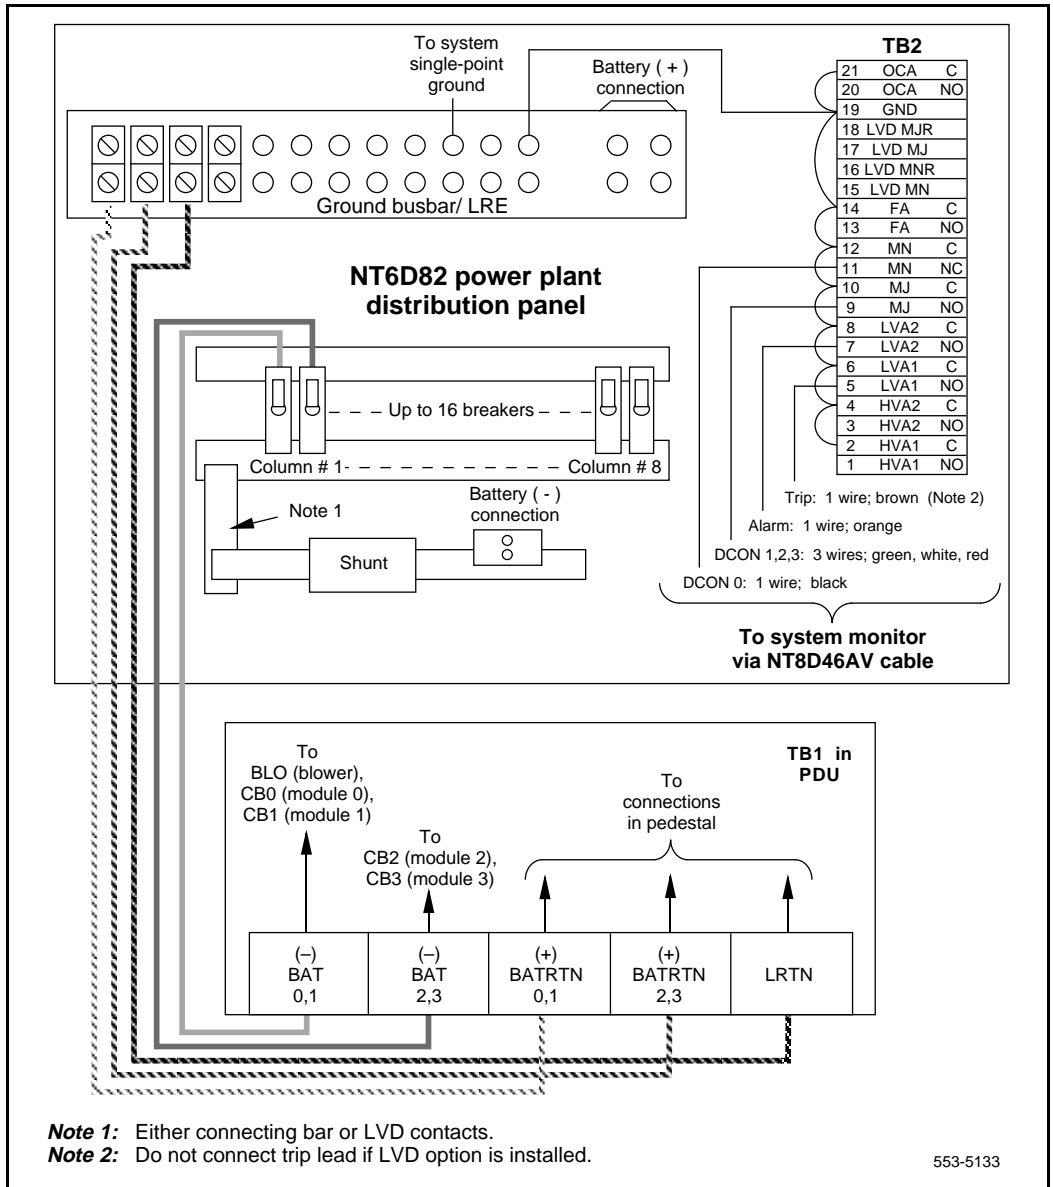 To system
single-point
ground
Battery ( + )
connection
Ground busbar/ LRE
TB2
21 OCA C
20 OCA NO
19 GND
18 LVD MJR
17 LVD MJ
16 LVD MNR
15 LVD MN
14 FA C
13 FA NO
12 MN C
11 MN NC
10 MJ C
9 MJ NO
8 LVA2 C
7 LVA2 NO
6 LVA1 C
5 LVA1 NO
4 HVA2 C
3 HVA2 NO
2 HVA1 C
1 HVA1 NO
NT6D82 power plant
distribution panel
Up to 16 breakers
Column # 1
Column # 8
Note 1
Battery ( - )
connection
Shunt
Trip: 1 wire; brown (Note 2)
Alarm: 1 wire; orange
DCON 1,2,3: 3 wires; green, white, red
DCON 0: 1 wire; black
To system monitor
via NT8D46AV cable
TB1 in
PDU
To
BLO (blower),
CB0 (module 0),
CB1 (module 1)
To
CB2 (module 2),
CB3 (module 3)
To
connections
in pedestal
(–)
BAT
0,1
(–)
BAT
2,3
(+)
BATRTN
0,1
(+)
BATRTN
2,3
LRTN
Note 1: Either connecting bar or LVD contacts.
Note 2: Do not connect trip lead if LVD option is installed.
553-5133